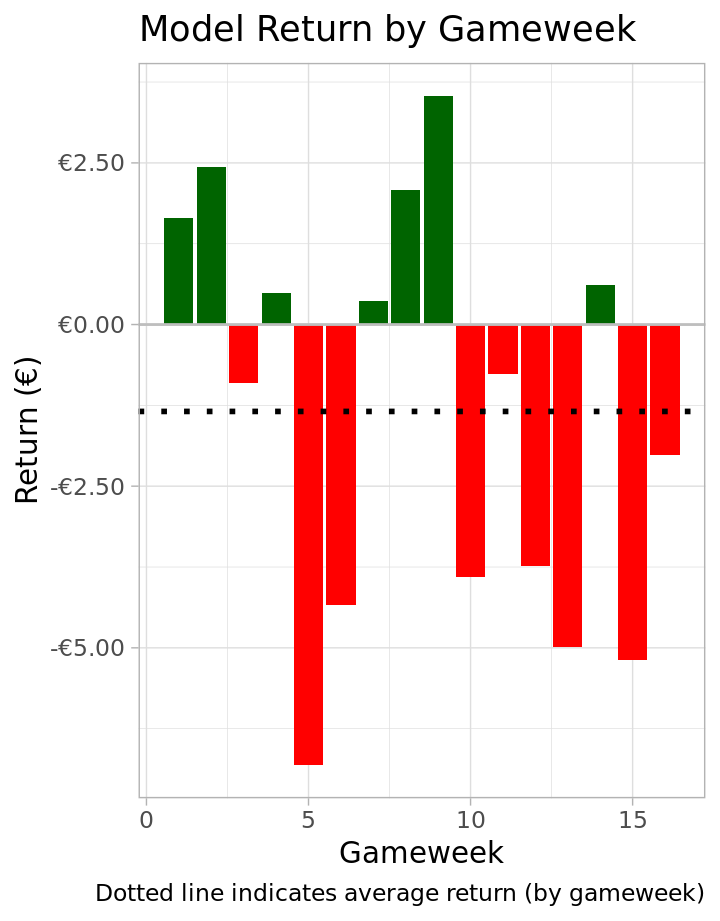 Model Return by Gameweek
€2.50
€0.00
-€2.50
-€5.00
Return (€)
0 5 10 15
Gameweek
Dotted line indicates average return (by gameweek)